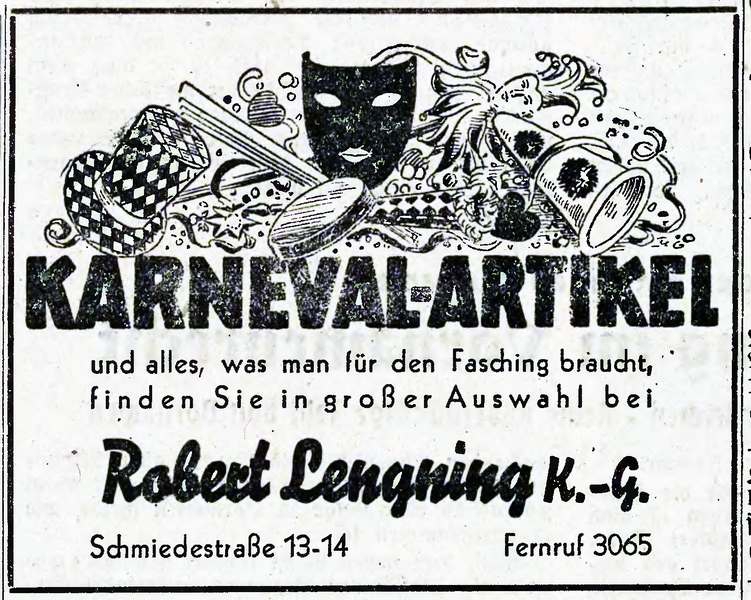 KARNEVAL-ARTIKEL
und alles, was man für den Fasching braucht,
finden Sie in großer Auswahl bei
Robert Lengning K.-G.
Schmiedestraße 13-14 Fernruf 3065